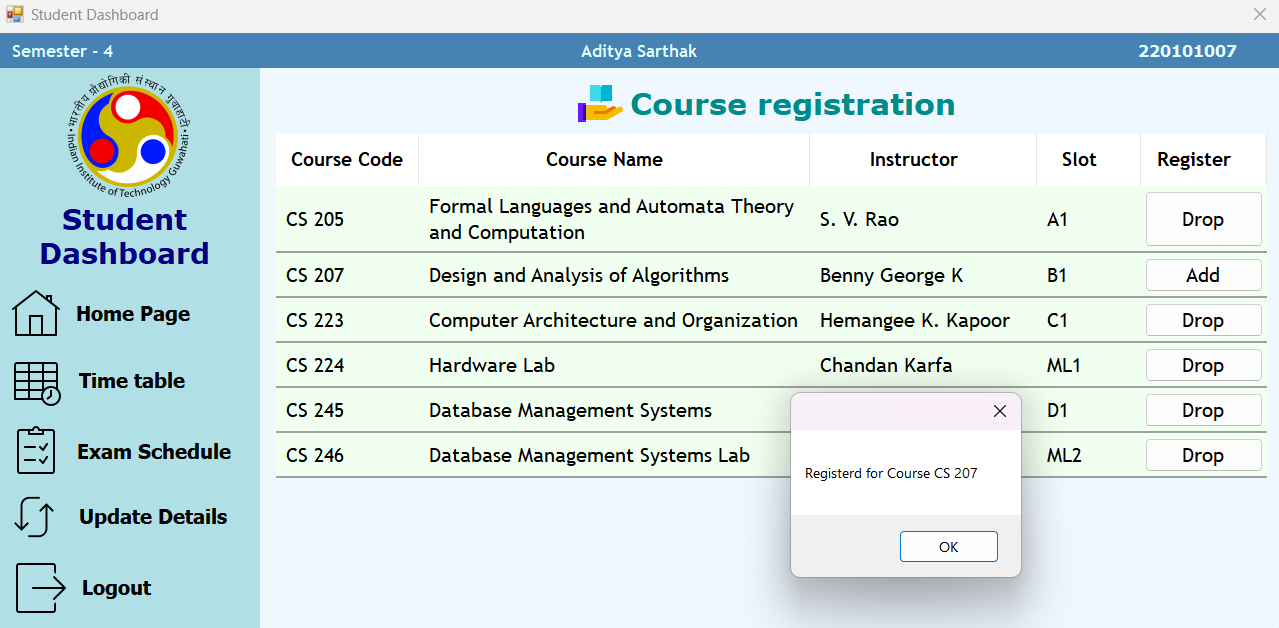 Student Dashboard
Semester - 4
Aditya Sarthak
220101007
भारतीय प्रौद्योगिकी संस्थान गुवाहाटी
Indian Institute of Technology Guwahati
Student
Dashboard
Home Page
Time table
Exam Schedule
Update Details
Logout
Course registration
Course Code Course Name Instructor Slot Register
CS 205 Formal Languages and Automata Theory S. V. Rao A1 Drop
and Computation
CS 207 Design and Analysis of Algorithms Benny George K B1 Add
CS 223 Computer Architecture and Organization Hemangee K. Kapoor C1 Drop
CS 224 Hardware Lab Chandan Karfa ML1 Drop
CS 245 Database Management Systems D1 Drop
CS 246 Database Management Systems Lab ML2 Drop
Registerd for Course CS 207
OK